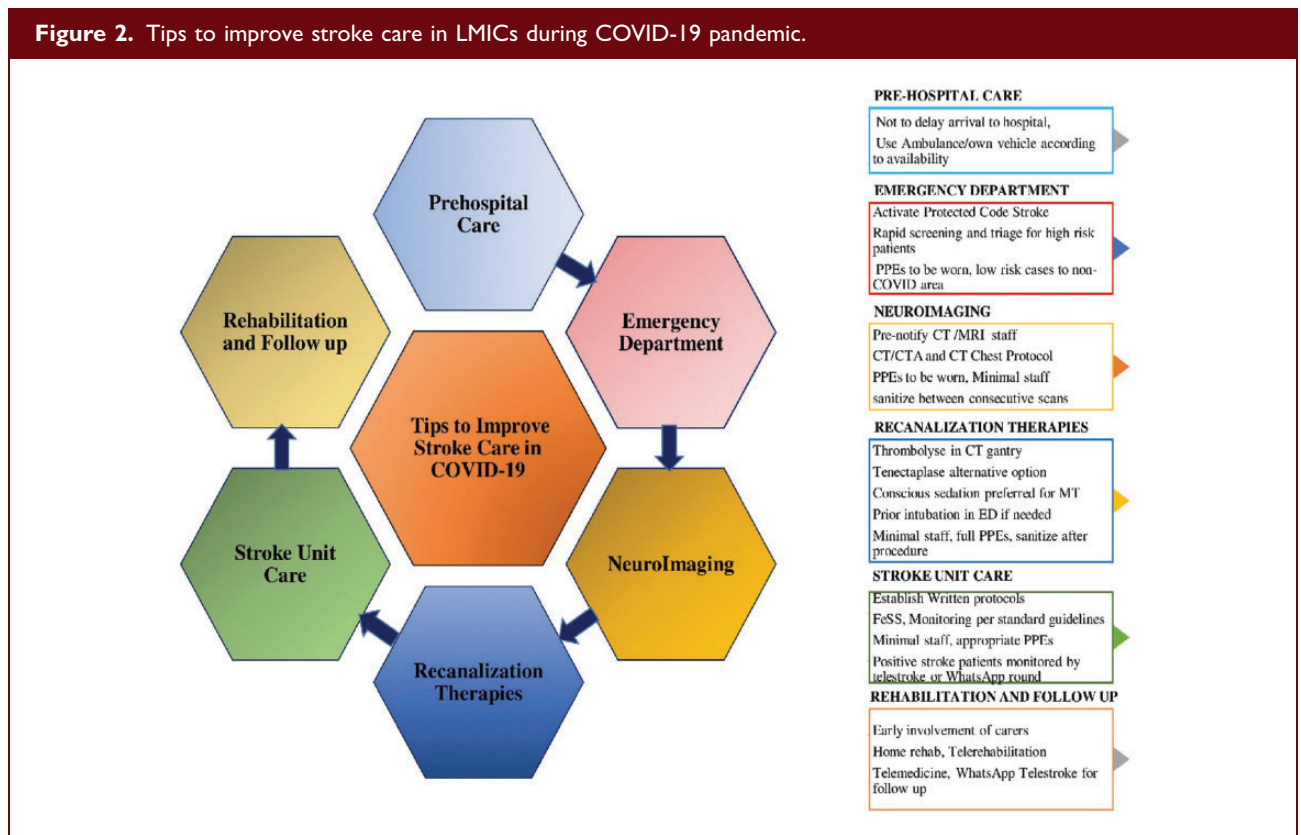 Figure 2. Tips to improve stroke care in LMICs during COVID-19 pandemic.
Prehospital
Care
Emergency
Department
NeuroImaging
Recanalization
Therapies
Stroke Unit
Care
Rehabilitation
and Follow up
Tips to Improve
Stroke Care in
COVID-19
PRE-HOSPITAL CARE
Not to delay arrival to hospital,
Use Ambulance/own vehicle according
to availability
EMERGENCY DEPARTMENT
Activate Protected Code Stroke
Rapid screening and triage for high risk
patients
PPEs to be worn, low risk cases to non-
COVID area
NEUROIMAGING
Pre-notify CT /MRI staff
CT/CTA and CT Chest Protocol
PPEs to be worn, Minimal staff
sanitize between consecutive scans
RECANALIZATION THERAPIES
Thrombolyse in CT gantry
Tenectaplase alternative option
Conscious sedation preferred for MT
Prior intubation in ED if needed
Minimal staff, full PPEs, sanitize after
procedure
STROKE UNIT CARE
Establish Written protocols
FeSS, Monitoring per standard guidelines
Minimal staff, appropriate PPEs
Positive stroke patients monitored by
telestroke or WhatsApp round
REHABILITATION AND FOLLOW UP
Early involvement of carers
Home rehab, Telerehabilitation
Telemedicine, WhatsApp Telestroke for
follow up